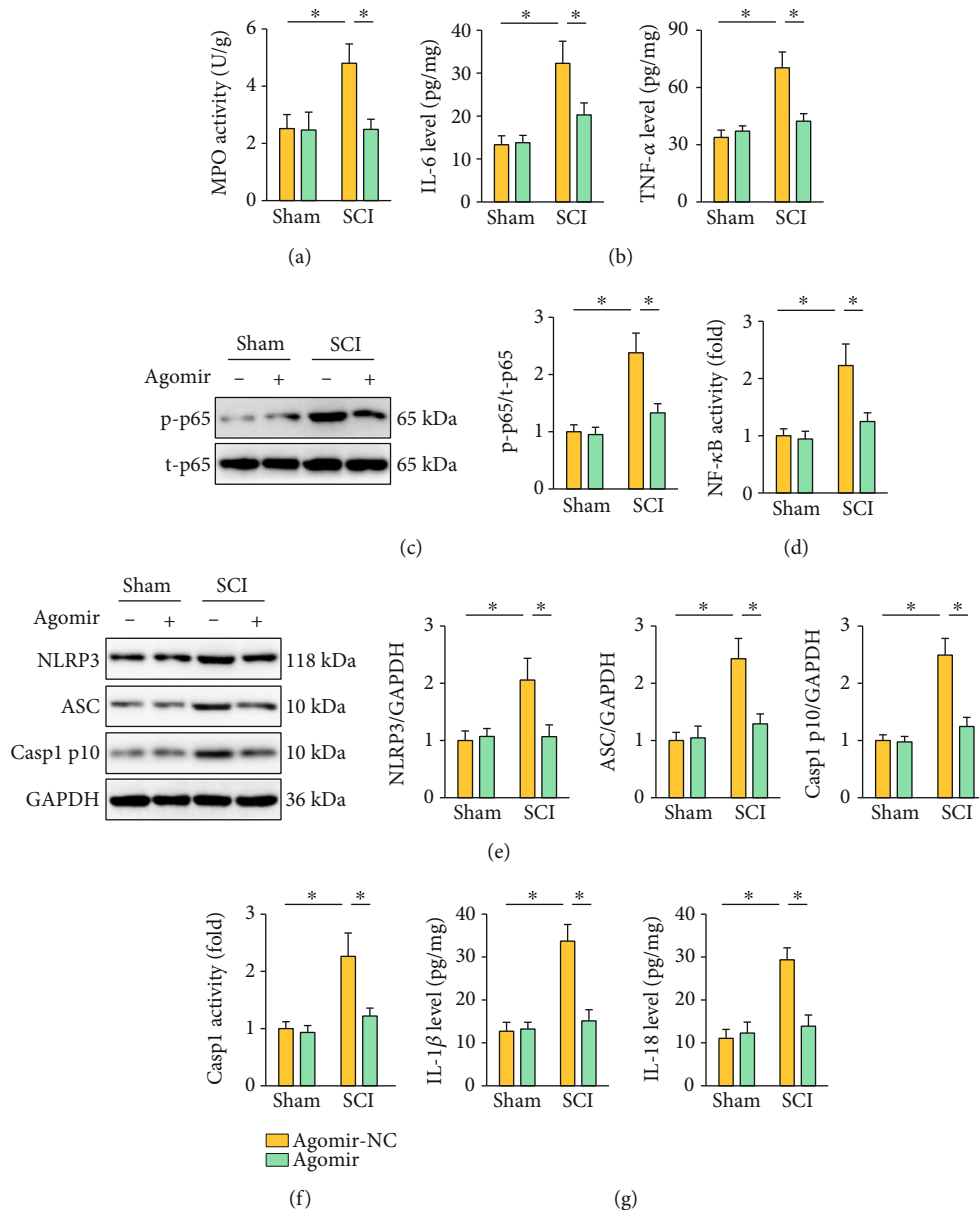 * *
MPO activity (U/g)
6
4
2
0
Sham SCI
(a)
* *
IL-6 level (pg/mg)
40
30
20
10
0
Sham SCI
* *
TNF-α level (pg/mg)
90
60
30
0
Sham SCI
(b)
Sham SCI
Agomir – + – +
p-p65 65 kDa
t-p65 65 kDa
* *
p-p65/t-p65
3
2
1
0
Sham SCI
(c)
* *
NF-κB activity (fold)
3
2
1
0
Sham SCI
(d)
Sham SCI
Agomir – + – +
NLRP3 118 kDa
ASC 10 kDa
Casp1 p10 10 kDa
GAPDH 36 kDa
* *
NLRP3/GAPDH
3
2
1
0
Sham SCI
* *
ASC/GAPDH
3
2
1
0
Sham SCI
* *
Casp1 p10/GAPDH
3
2
1
0
Sham SCI
(e)
* *
Casp1 activity (fold)
3
2
1
0
Sham SCI
Agomir-NC
Agomir
(f)
* *
IL-1β level (pg/mg)
40
30
20
10
0
Sham SCI
* *
IL-18 level (pg/mg)
40
30
20
10
0
Sham SCI
(g)